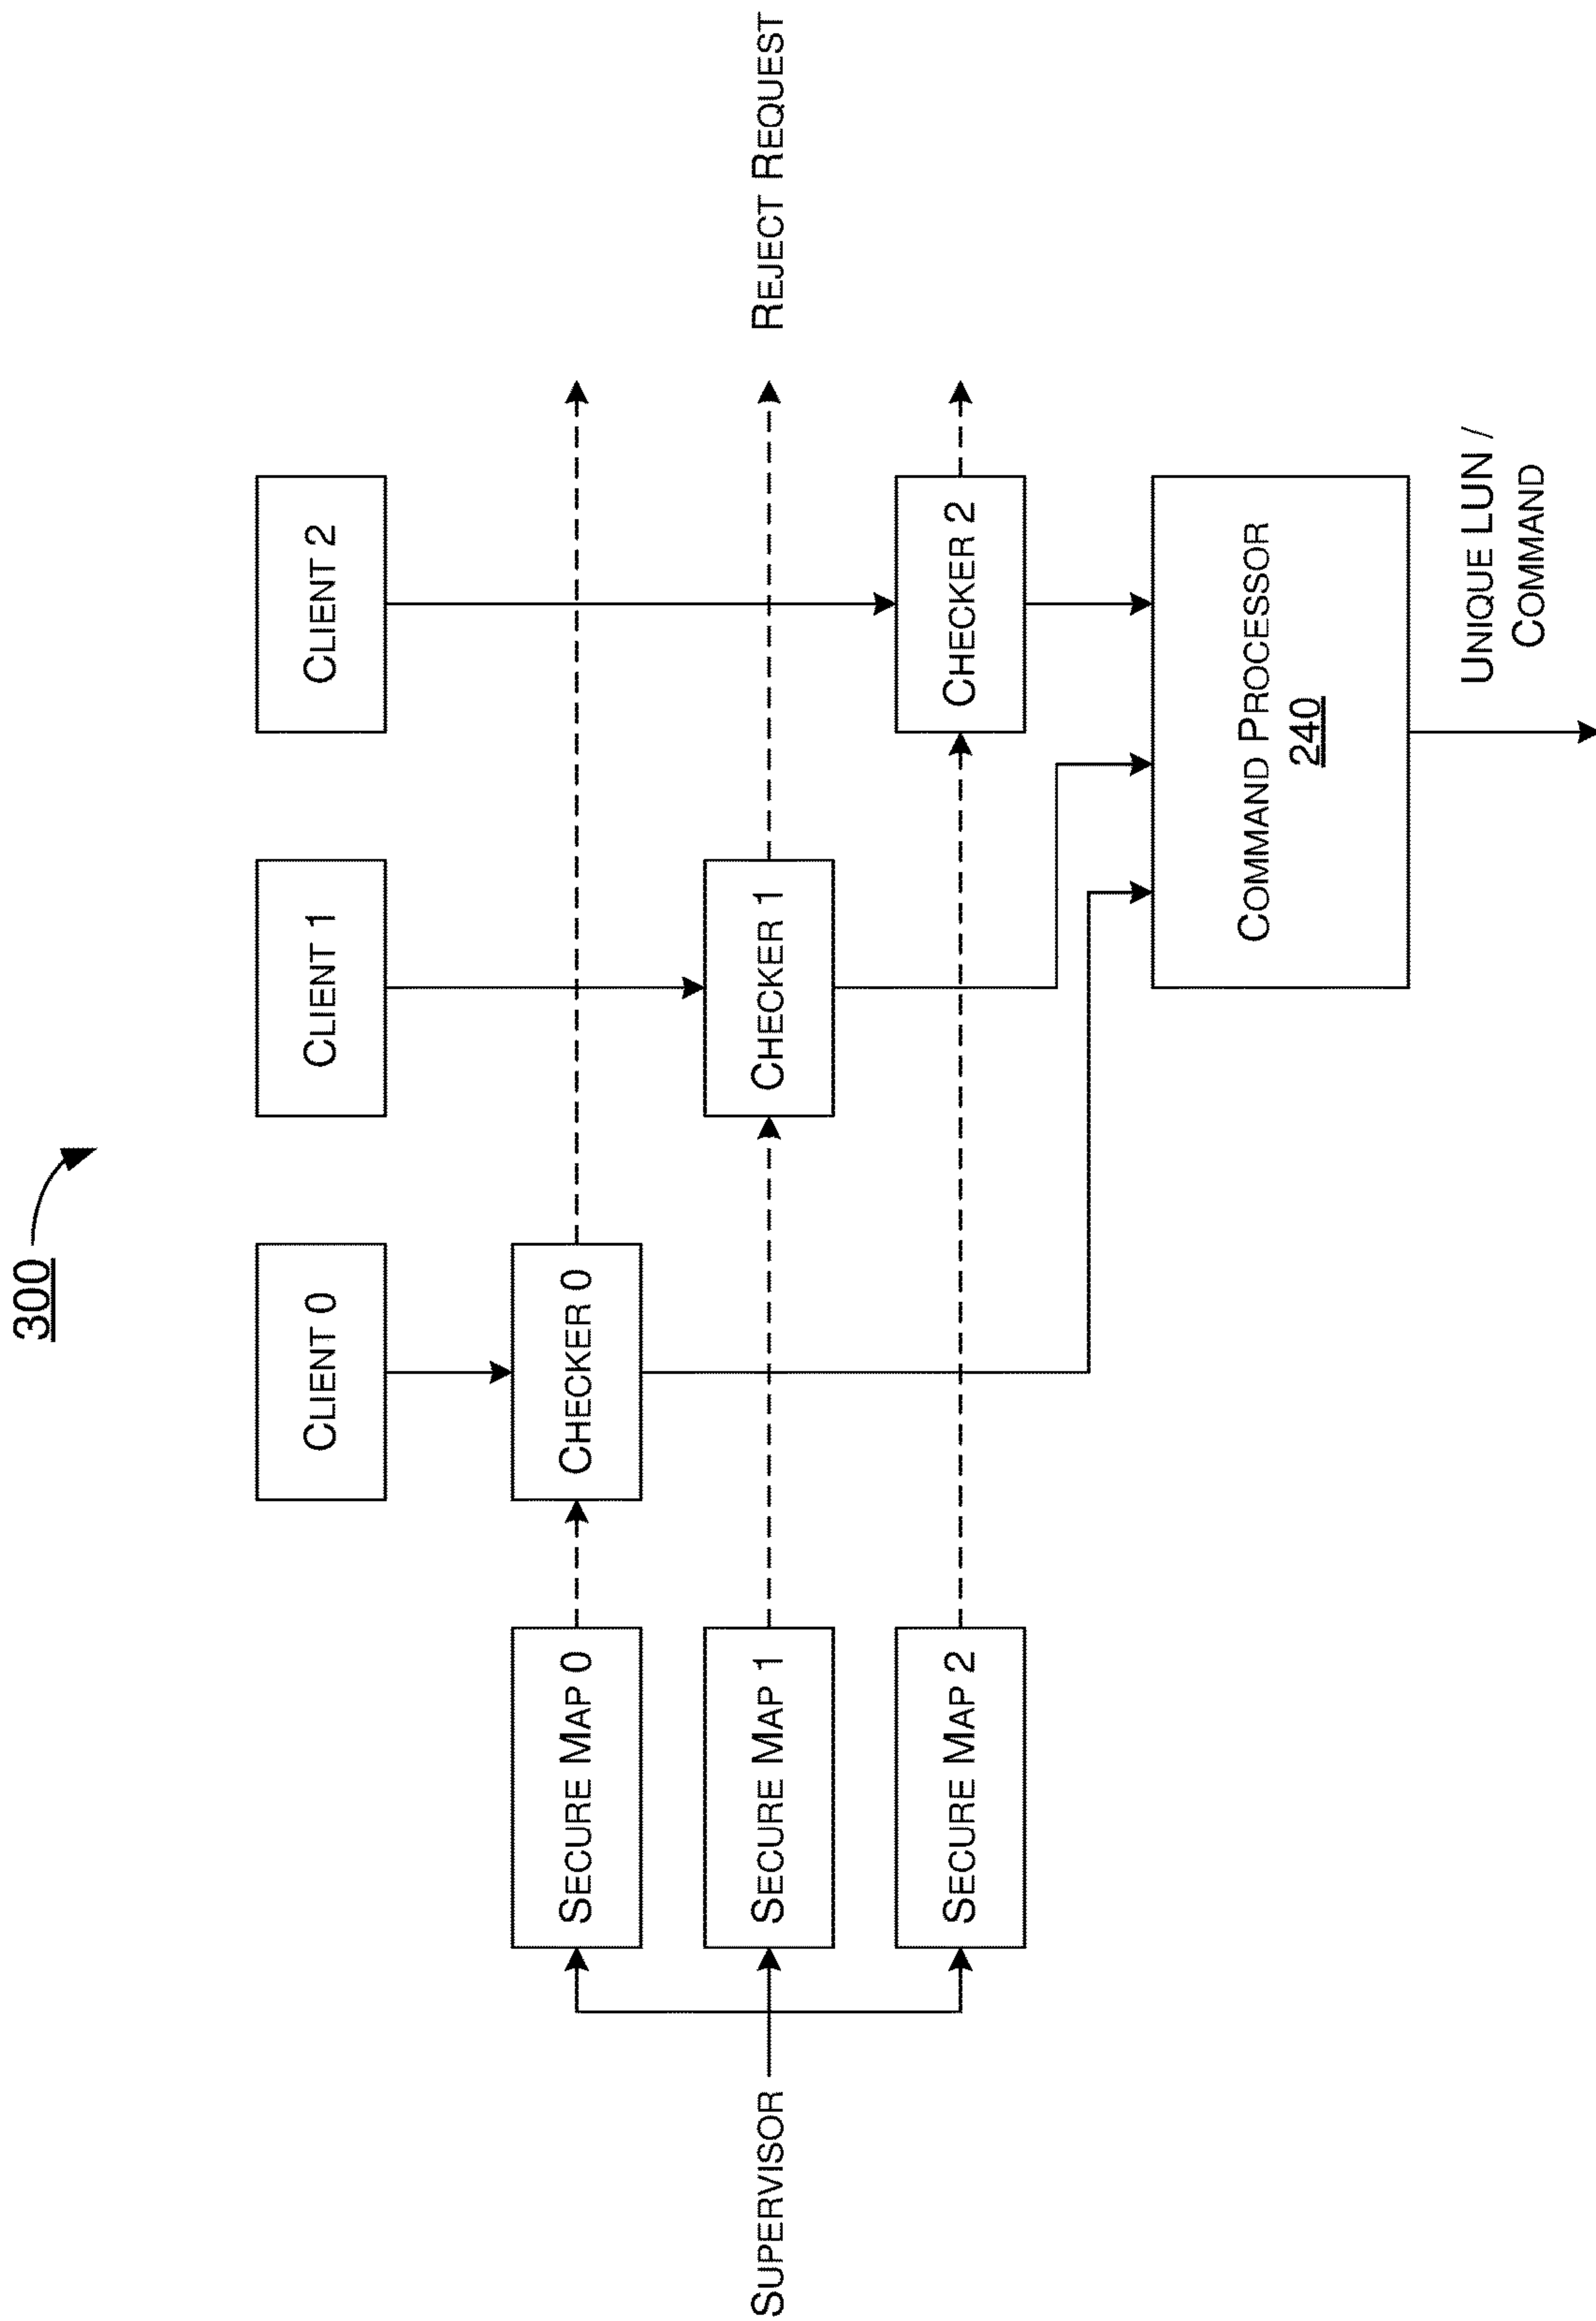 300
CLIENT 0
CLIENT 1
CLIENT 2
SECURE MAP 0
CHECKER 0
SUPERVISOR
SECURE MAP 1
CHECKER 1
REJECT REQUEST
SECURE MAP 2
CHECKER 2
COMMAND PROCESSOR
240
UNIQUE LUN /
COMMAND